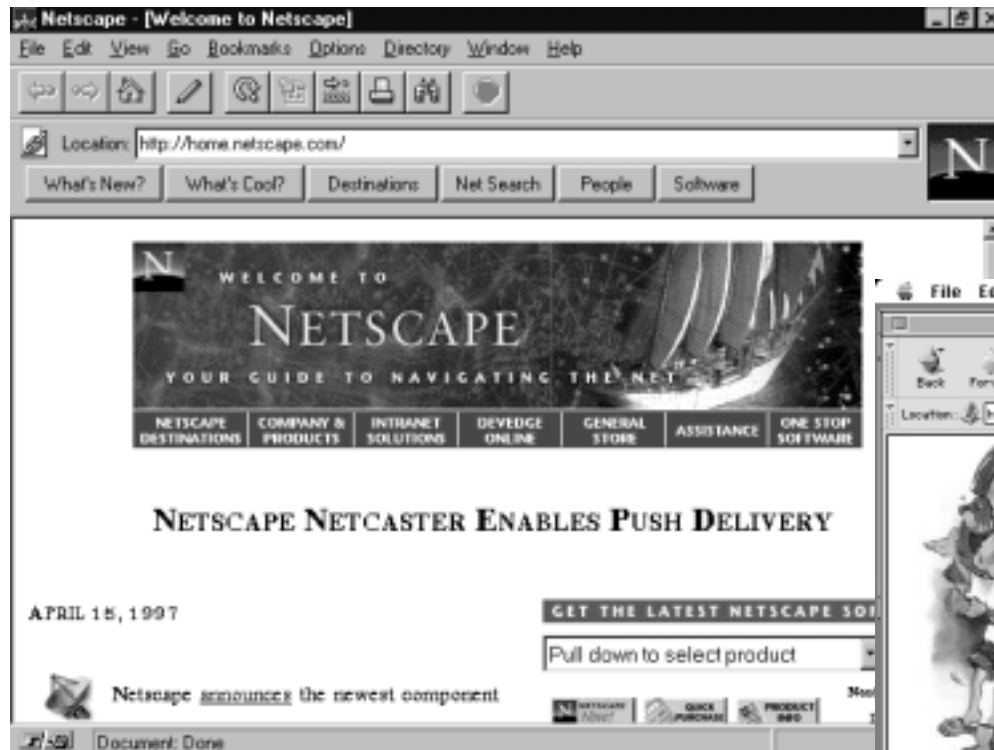 Netscape - [Welcome to Netscape]
File Edit View Go Bookmarks Options Directory Window Help
Location: http://home.netscape.com/
N
What's New? What's Cool? Destinations Net Search People Software
N
WELCOME TO
NETSCAPE
YOUR GUIDE TO NAVIGATING THE NET
NETSCAPE DESTINATIONS COMPANY & PRODUCTS INTRANET SOLUTIONS DEVEDGE ONLINE GENERAL STORE ASSISTANCE ONE STOP SOFTWARE
File Ed
Back For
Location:
NETSCAPE NETCASTER ENABLES PUSH DELIVERY
APRIL 15, 1997
GET THE LATEST NETSCAPE SO
Pull down to select product
Netscape announces the newest component
N NETSCAPE Now! QUICK PURCHASE PRODUCT INFO
Document: Done